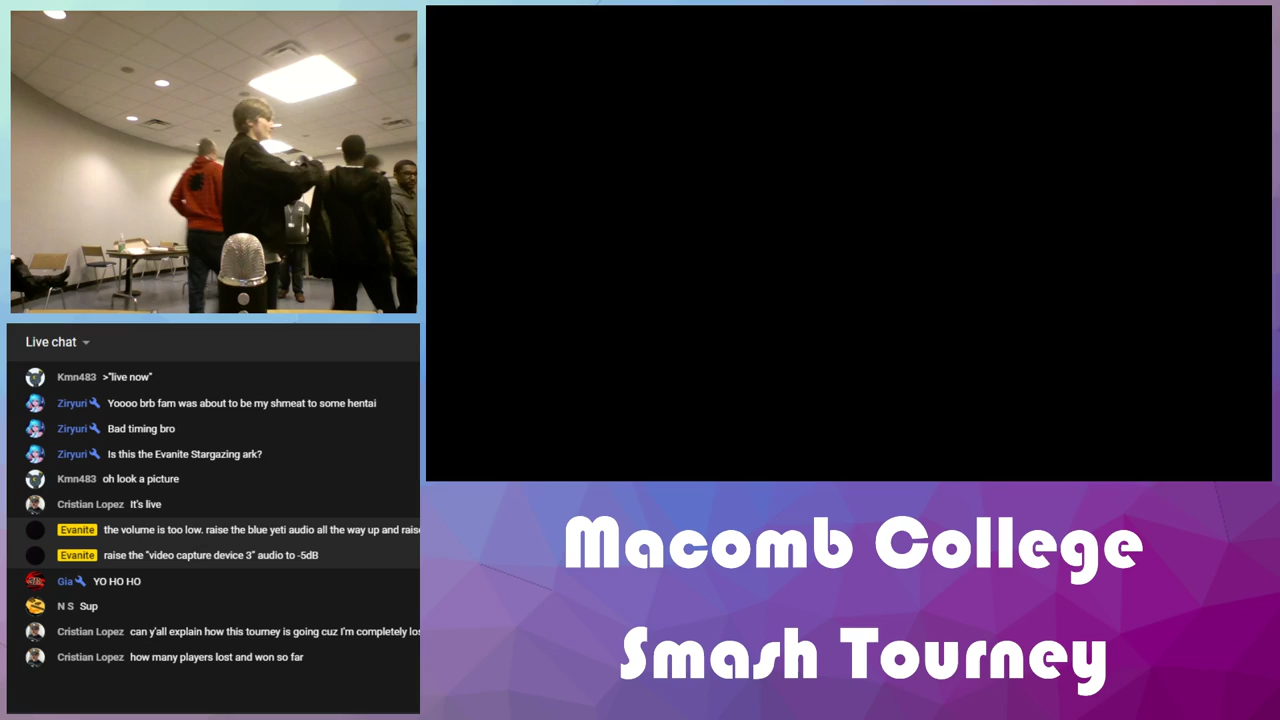 Live chat
Kmn483 >"live now"
Ziryuri Yoooo brb fam was about to be my shmeat to some hentai
Ziryuri Bad timing bro
Ziryuri Is this the Evanite Stargazing ark?
Kmn483 oh look a picture
Cristian Lopez It's live
Evanite the volume is too low. raise the blue yeti audio all the way up and raise
Evanite raise the "video capture device 3" audio to -5dB
Gia YO HO HO
N S Sup
Cristian Lopez can y'all explain how this tourney is going cuz I'm completely
Cristian Lopez how many players lost and won so far
Macomb College
Smash Tourney